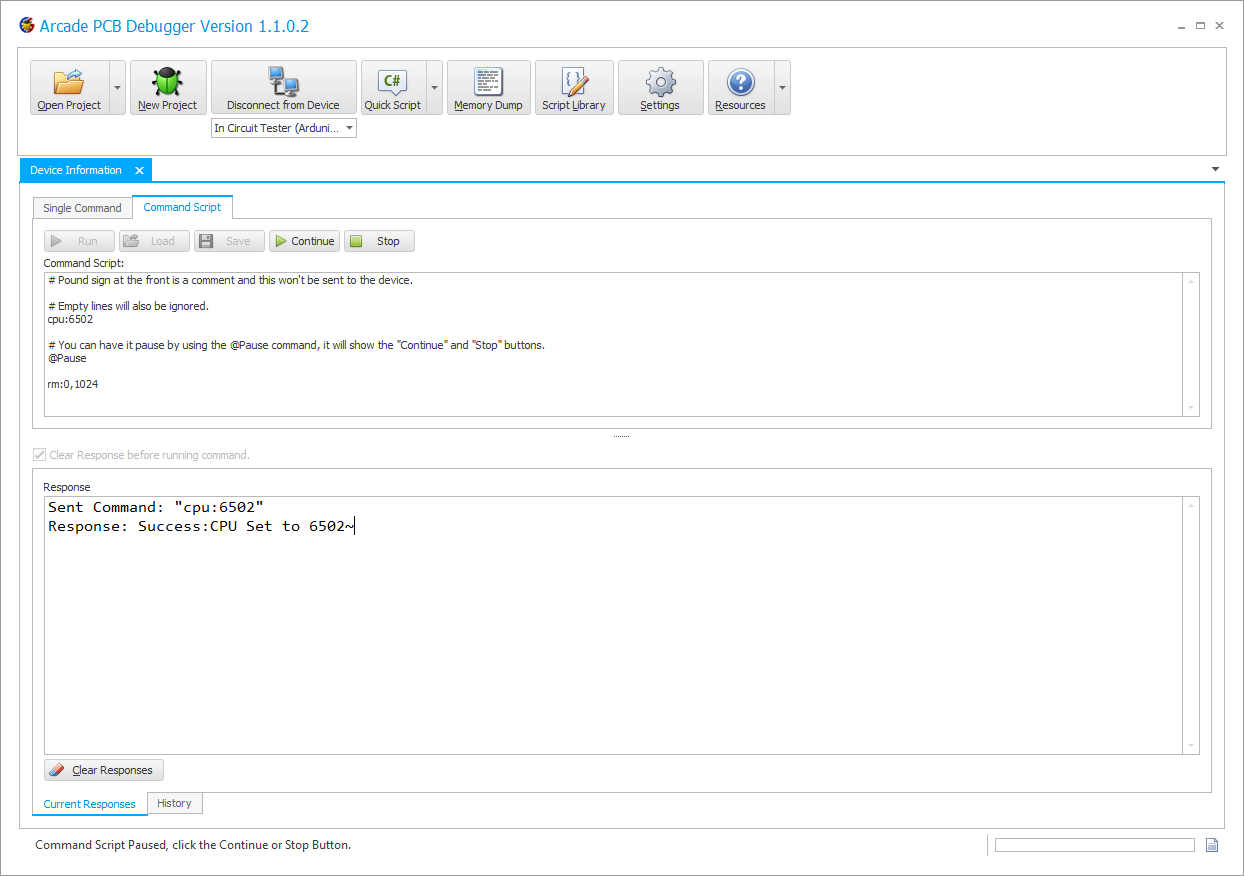 Arcade PCB Debugger Version 1.1.0.2
Open Project
New Project
Disconnect from Device
C#
Quick Script
Memory Dump
Script Library
Settings
Resources
In Circuit Tester (Arduni...
Device Information
Single Command
Command Script
Run
Load
Save
Continue
Stop
Command Script:
# Pound sign at the front is a comment and this won't be sent to the device.
# Empty lines will also be ignored.
cpu:6502
# You can have it pause by using the @Pause command, it will show the "Continue" and "Stop" buttons.
@Pause
rm:0,1024
Clear Response before running command.
Response
Sent Command: "cpu:6502"
Response: Success:CPU Set to 6502~
Clear Responses
Current Responses
History
Command Script Paused, click the Continue or Stop Button.